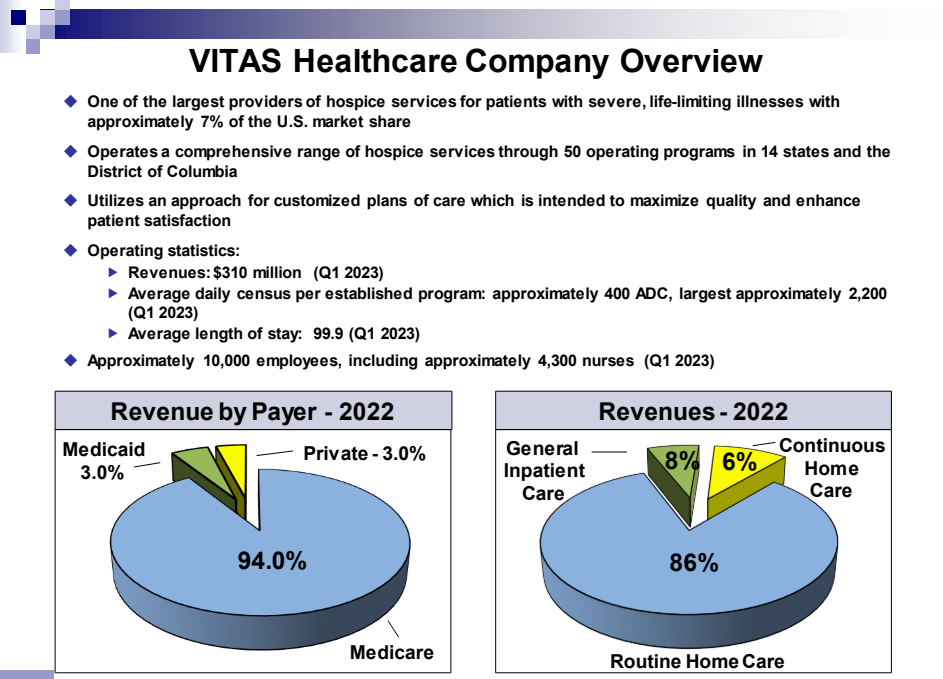 VITAS Healthcare Company Overview
One of the largest providers of hospice services for patients with severe, life-limiting illnesses with
approximately 7% of the U.S. market share
Operates a comprehensive range of hospice services through 50 operating programs in 14 states and the
District of Columbia
Utilizes an approach for customized plans of care which is intended to maximize quality and enhance
patient satisfaction
Operating statistics:
Revenues: $310 million (Q1 2023)
Average daily census per established program: approximately 400 ADC, largest approximately 2,200
(Q1 2023)
Average length of stay: 99.9 (Q1 2023)
Approximately 10,000 employees, including approximately 4,300 nurses (Q1 2023)
Revenue by Payer - 2022
Medicaid
3.0%
Private - 3.0%
94.0%
Medicare
Revenues - 2022
General
Inpatient
Care
8%
6%
Continuous
Home
Care
86%
Routine Home Care